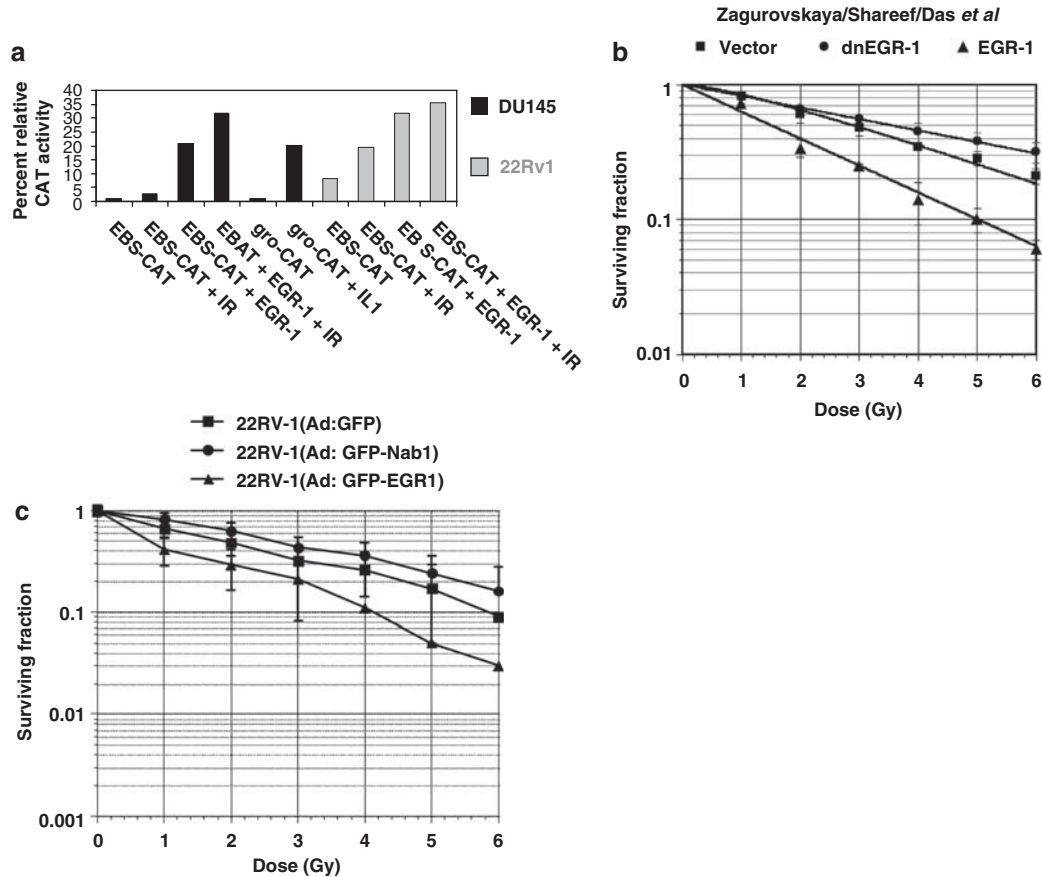 Zagurovskaya/Shareef/Das et al
a
Percent relative
CAT activity
40
35
30
25
20
15
10
5
0
DU145
22Rv1
EBS-CAT
EBS-CAT + IR
EBS-CAT + EGR-1
EBAT + EGR-1 + IR
gro-CAT
gro-CAT + IL1
EBS-CAT
EBS-CAT + IR
EB S-CAT + EGR-1
EBS-CAT + EGR-1 + IR
b
Vector
dnEGR-1
EGR-1
Surviving fraction
1
0.1
0.01
0 1 2 3 4 5 6
Dose (Gy)
22RV-1(Ad:GFP)
22RV-1(Ad: GFP-Nab1)
22RV-1(Ad: GFP-EGR1)
c
Surviving fraction
1
0.1
0.01
0.001
0 1 2 3 4 5 6
Dose (Gy)